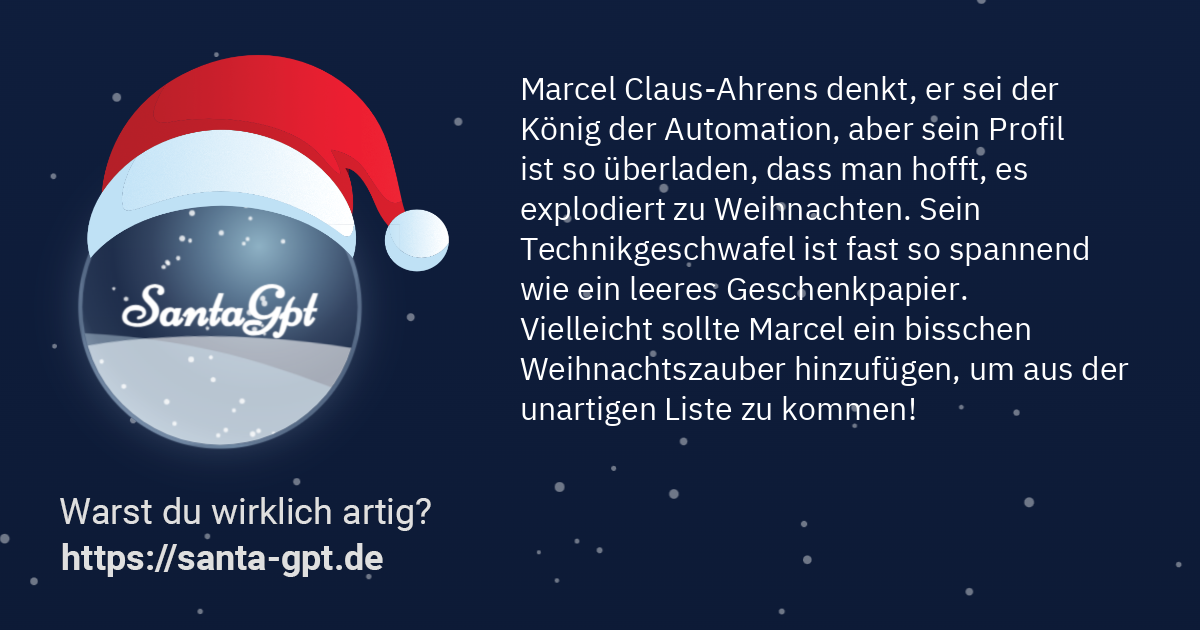 SantaGpt
Warst du wirklich artig?
https://santa-gpt.de
Marcel Claus-Ahrens denkt, er sei der
König der Automation, aber sein Profil
ist so überladen, dass man hofft, es
explodiert zu Weihnachten. Sein
Technikgeschwafel ist fast so spannend
wie ein leeres Geschenkpapier.
Vielleicht sollte Marcel ein bisschen
Weihnachtszauber hinzufügen, um aus der
unartigen Liste zu kommen!